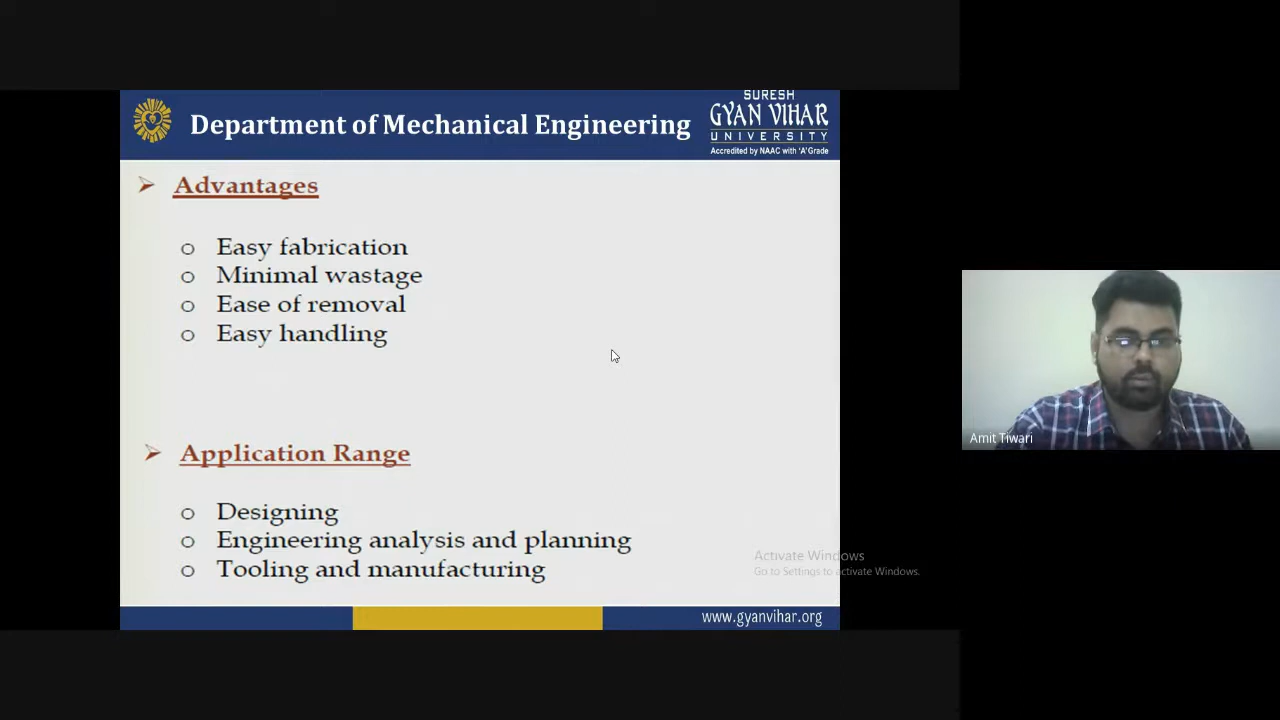 Department of Mechanical Engineering
SURESH
GYAN VIHAR
UNIVERSITY
Accredited by NAAC with 'A' Grade
Advantages
Easy fabrication
Minimal wastage
Ease of removal
Easy handling
Application Range
Designing
Engineering analysis and planning
Tooling and manufacturing
Activate Windows
Go to Settings to activate Windows.
www.gyanvihar.org
Amit Tiwari